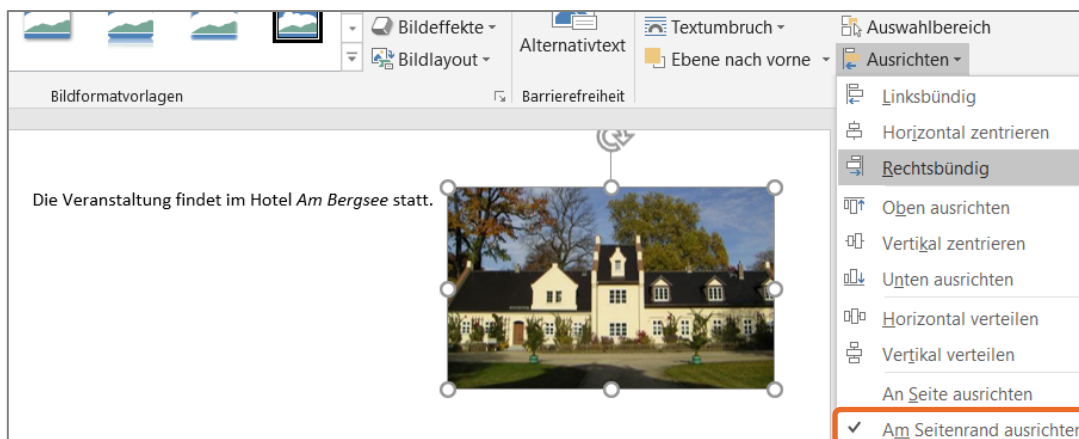 Bildeffekte
Bildlayout
Alternativtext
Textumbruch
Ebene nach vorne
Auswahlbereich
Ausrichten
Bildformatvorlagen
Barrierefreiheit
Die Veranstaltung findet im Hotel Am Bergsee statt.
Linksbündig
Horizontal zentrieren
Rechtsbündig
Oben ausrichten
Vertikal zentrieren
Unten ausrichten
Horizontal verteilen
Vertikal verteilen
An Seite ausrichten
Am Seitenrand ausrichten